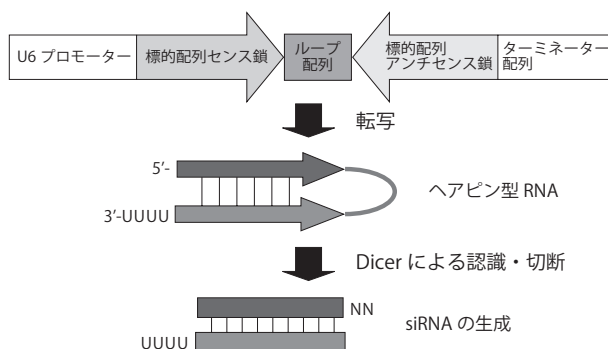 U6 プロモーター
標的配列センス鎖
ループ
配列
標的配列
アンチセンス鎖
ターミネーター
配列
転写
5′-
3′-UUUU
ヘアピン型 RNA
Dicer による認識・切断
NN
UUUU
siRNA の生成